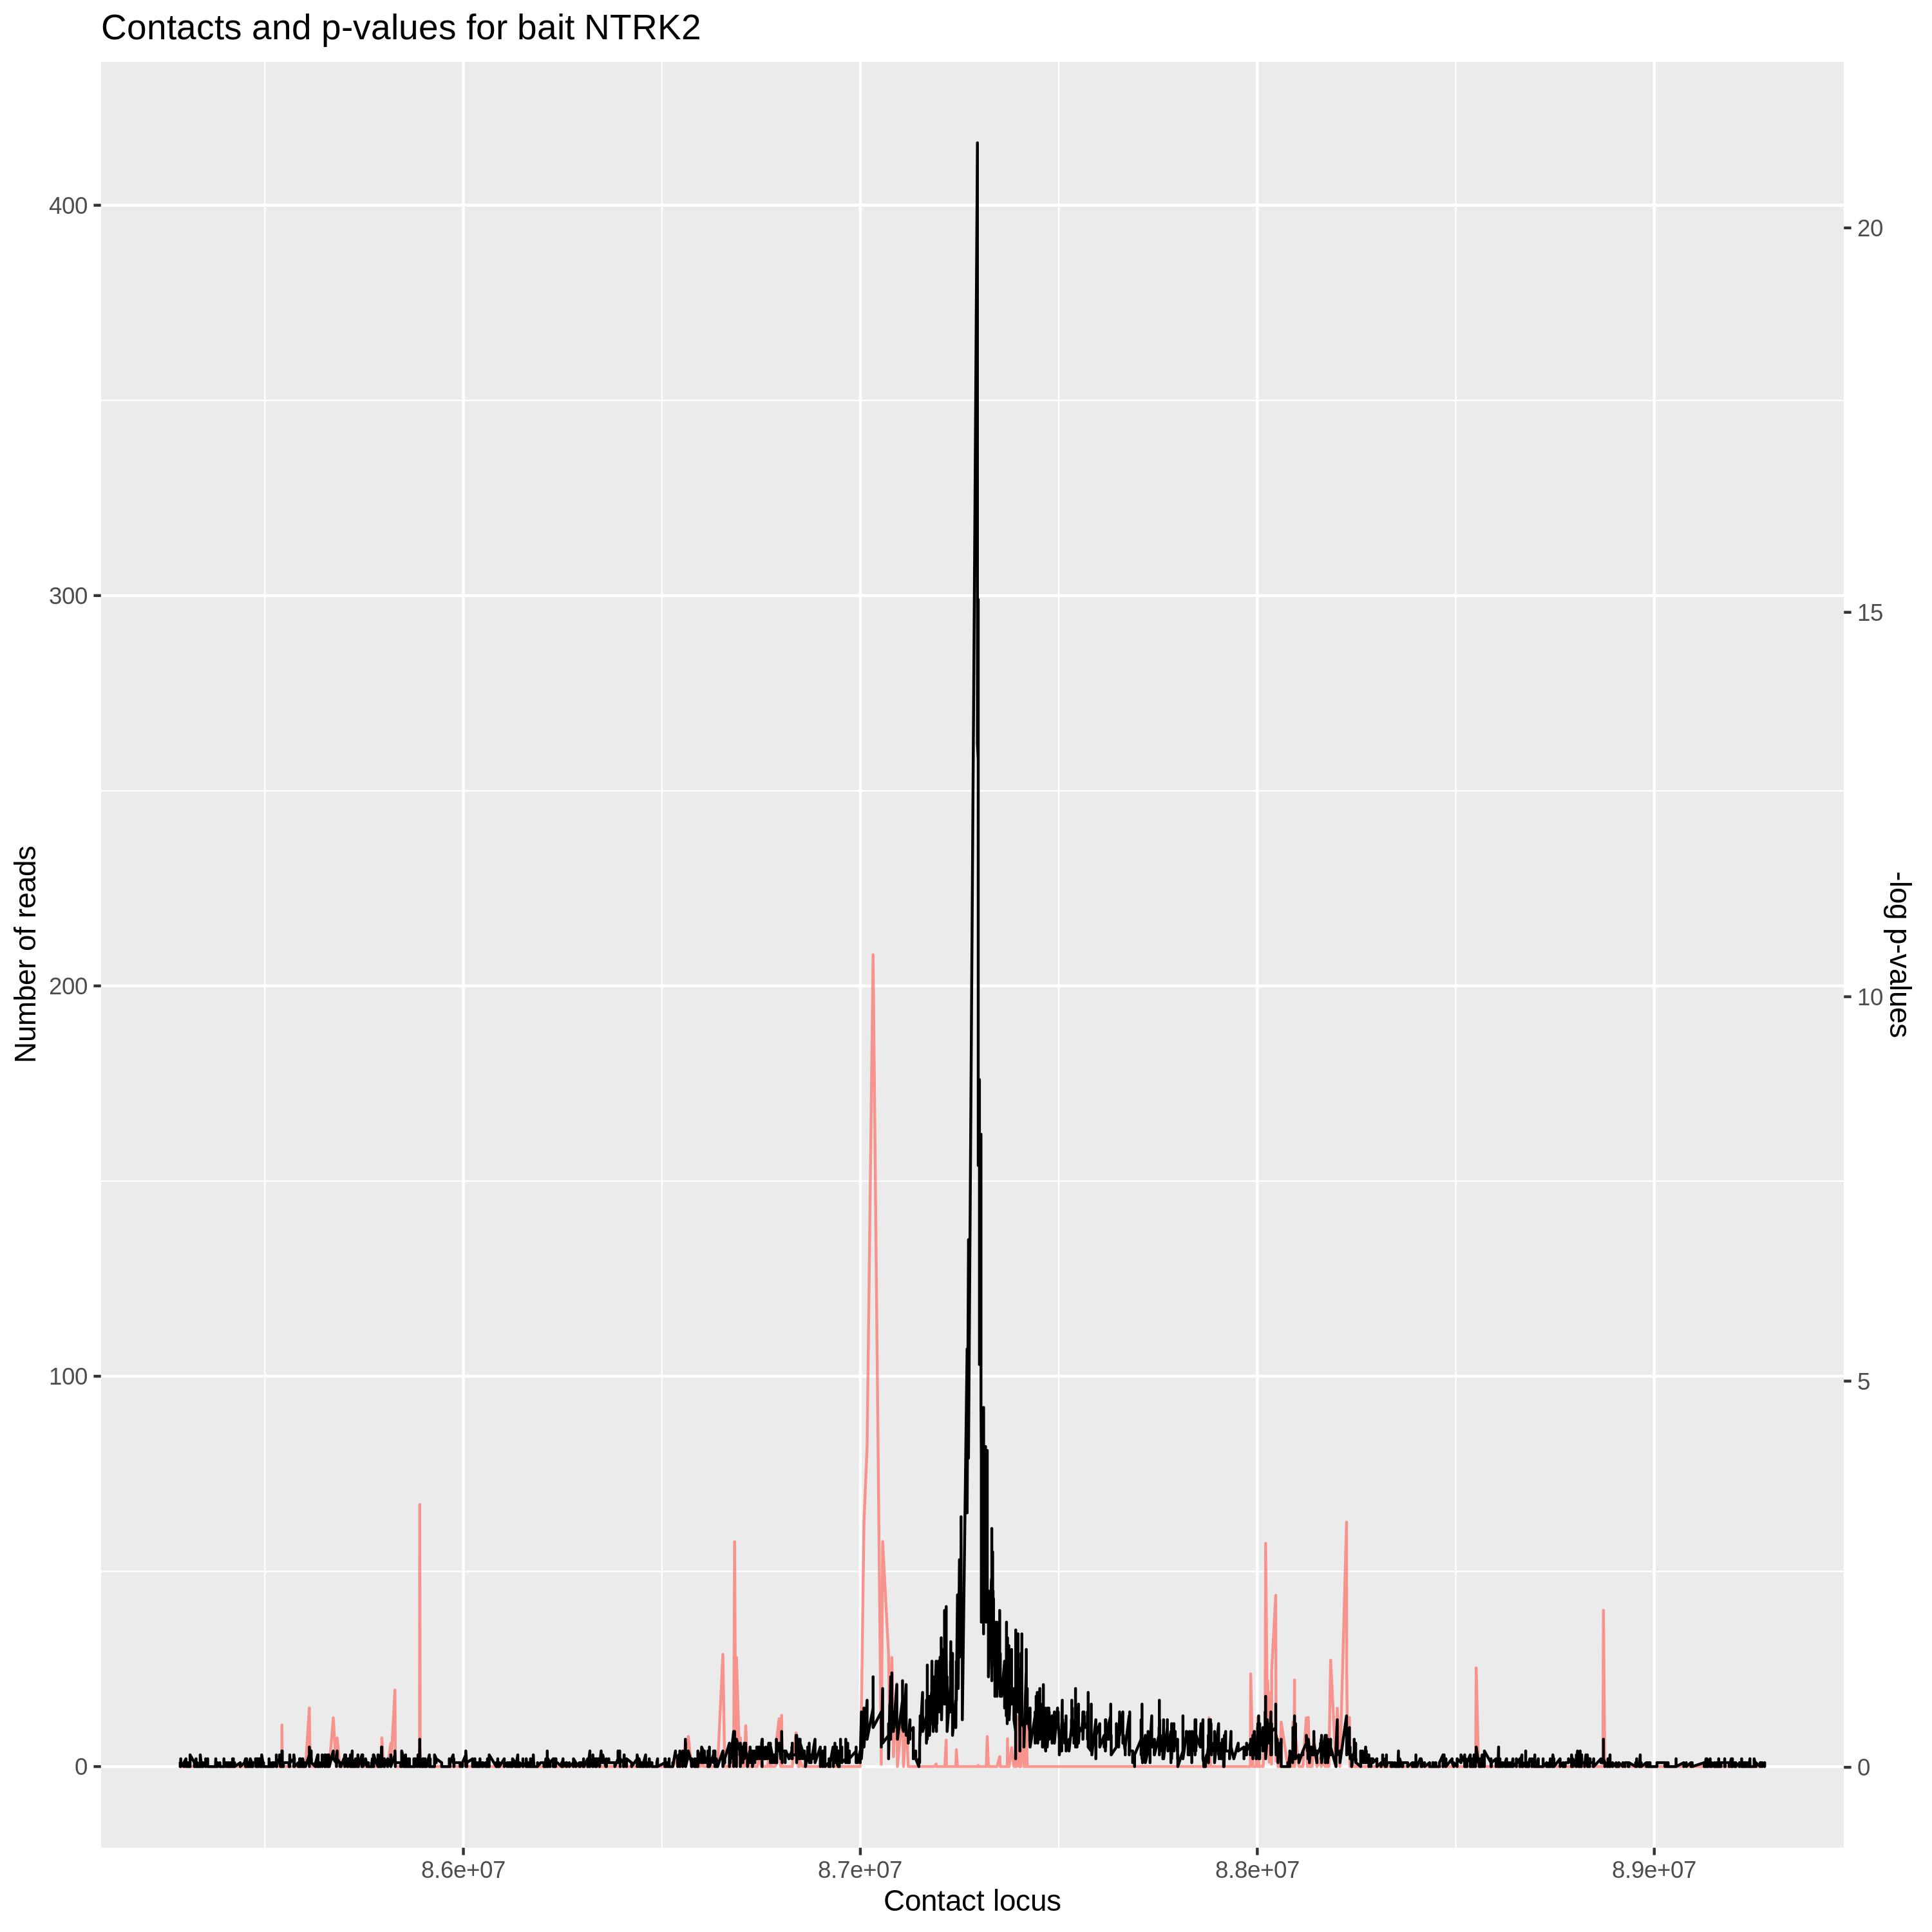 Contacts and p-values for bait NTRK2
400
300
200
100
0
Number of reads
20
15
10
5
0
-log p-values
8.6e+07
8.7e+07
8.8e+07
8.9e+07
Contact locus